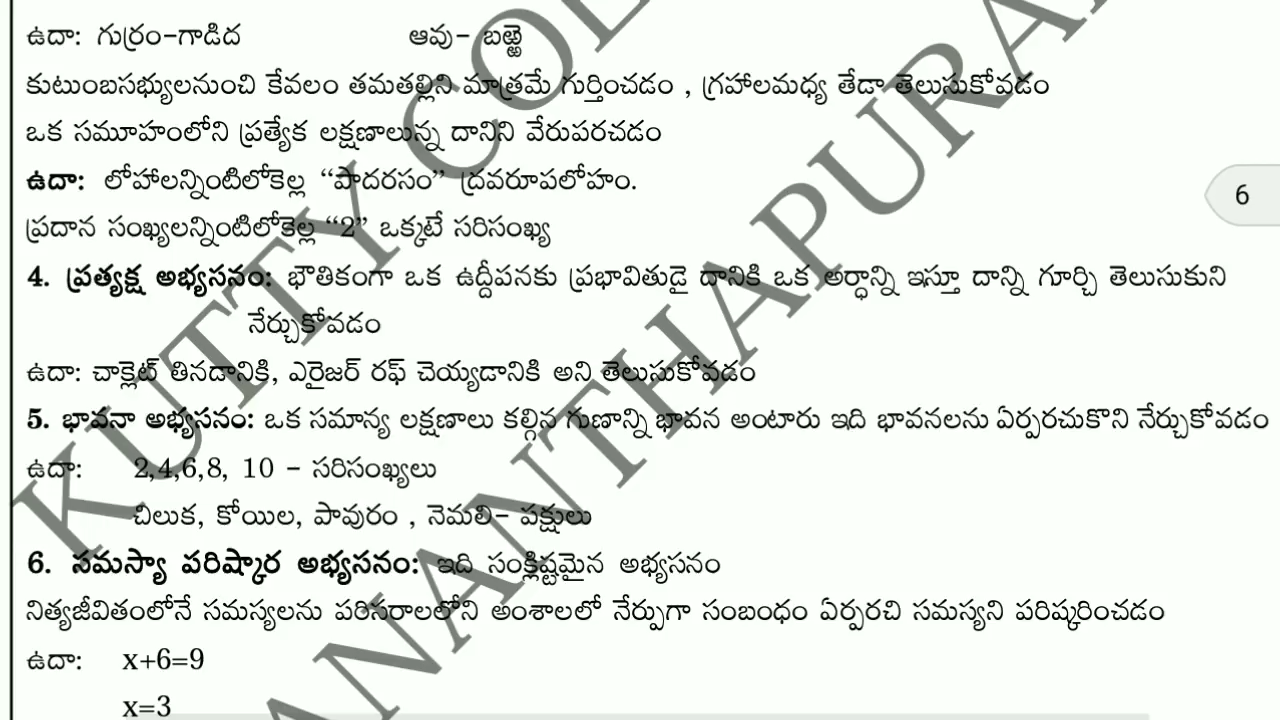 ఉదా: గుర్రం-గాడిద ఆవు- బఱ్ఱె
కుటుంబసభ్యులనుంచి కేవలం తమతల్లిని మాత్రమే గుర్తించడం , గ్రహాలమధ్య తేడా తెలుసుకోవడం
ఒక సమూహంలోని ప్రత్యేక లక్షణాలున్న దానిని వేరుపరచడం
ఉదా: లోహాలన్నింటిలోకెల్ల “పాదరసం” ద్రవరూపలోహం.
ప్రదాన సంఖ్యలన్నింటిలోకెల్ల “2” ఒక్కటే సరిసంఖ్య
6
4. ప్రత్యక్ష అభ్యసనం: భౌతికంగా ఒక ఉద్దీపనకు ప్రభావితుడై దానికి ఒక అర్ధాన్ని ఇస్తూ దాన్ని గూర్చి తెలుసుకుని
నేర్చుకోవడం
ఉదా: చాక్లెట్ తినడానికి, ఎరైజర్ రఫ్ చెయ్యడానికి అని తెలుసుకోవడం
5. భావనా అభ్యసనం: ఒక సమాన్య లక్షణాలు కల్గిన గుణాన్ని భావన అంటారు ఇది భావనలను ఏర్పరచుకొని నేర్చుకోవడం
ఉదా: 2,4,6,8, 10 - సరిసంఖ్యలు
చిలుక, కోయిల, పావురం , నెమలి- పక్షులు
6. సమస్యా పరిష్కార అభ్యసనం: ఇది సంక్లిష్టమైన అభ్యసనం
నిత్యజీవితంలోనే సమస్యలను పరిసరాలలోని అంశాలలో నేర్పుగా సంబంధం ఏర్పరచి సమస్యని పరిష్కరించడం
ఉదా: x+6=9
x=3
KUTTY COL
ANANTHAPURA